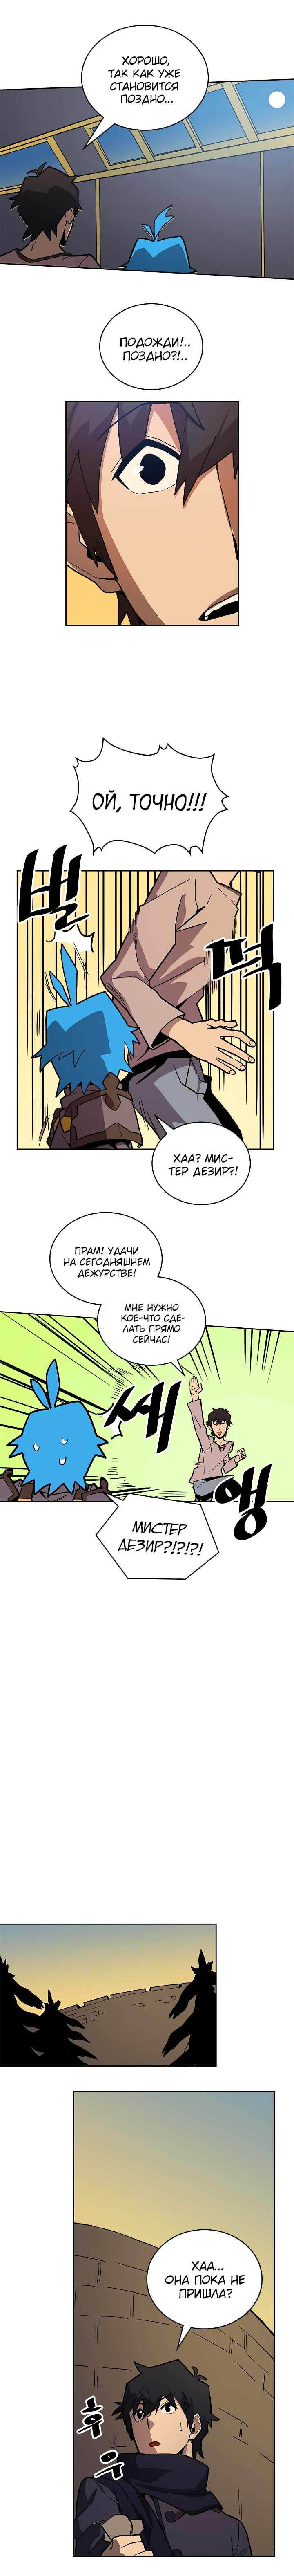 ХОРОШО,
ТАК КАК УЖЕ
СТАНОВИТСЯ
ПОЗДНО...
ПОДОЖДИ!..
ПОЗДНО?!..
ОЙ, ТОЧНО!!!
벌
떡
ХАА? МИС-
ТЕР ДЕЗИР?!
ПРАМ! УДАЧИ
НА СЕГОДНЯШНЕМ
ДЕЖУРСТВЕ!
МНЕ НУЖНО
КОЕ-ЧТО СДЕ-
ЛАТЬ ПРЯМО
СЕЙЧАС!
쌔
앵
МИСТЕР
ДЕЗИР?!?!?!
ХАА...
ОНА ПОКА НЕ
ПРИШЛА?
후
우